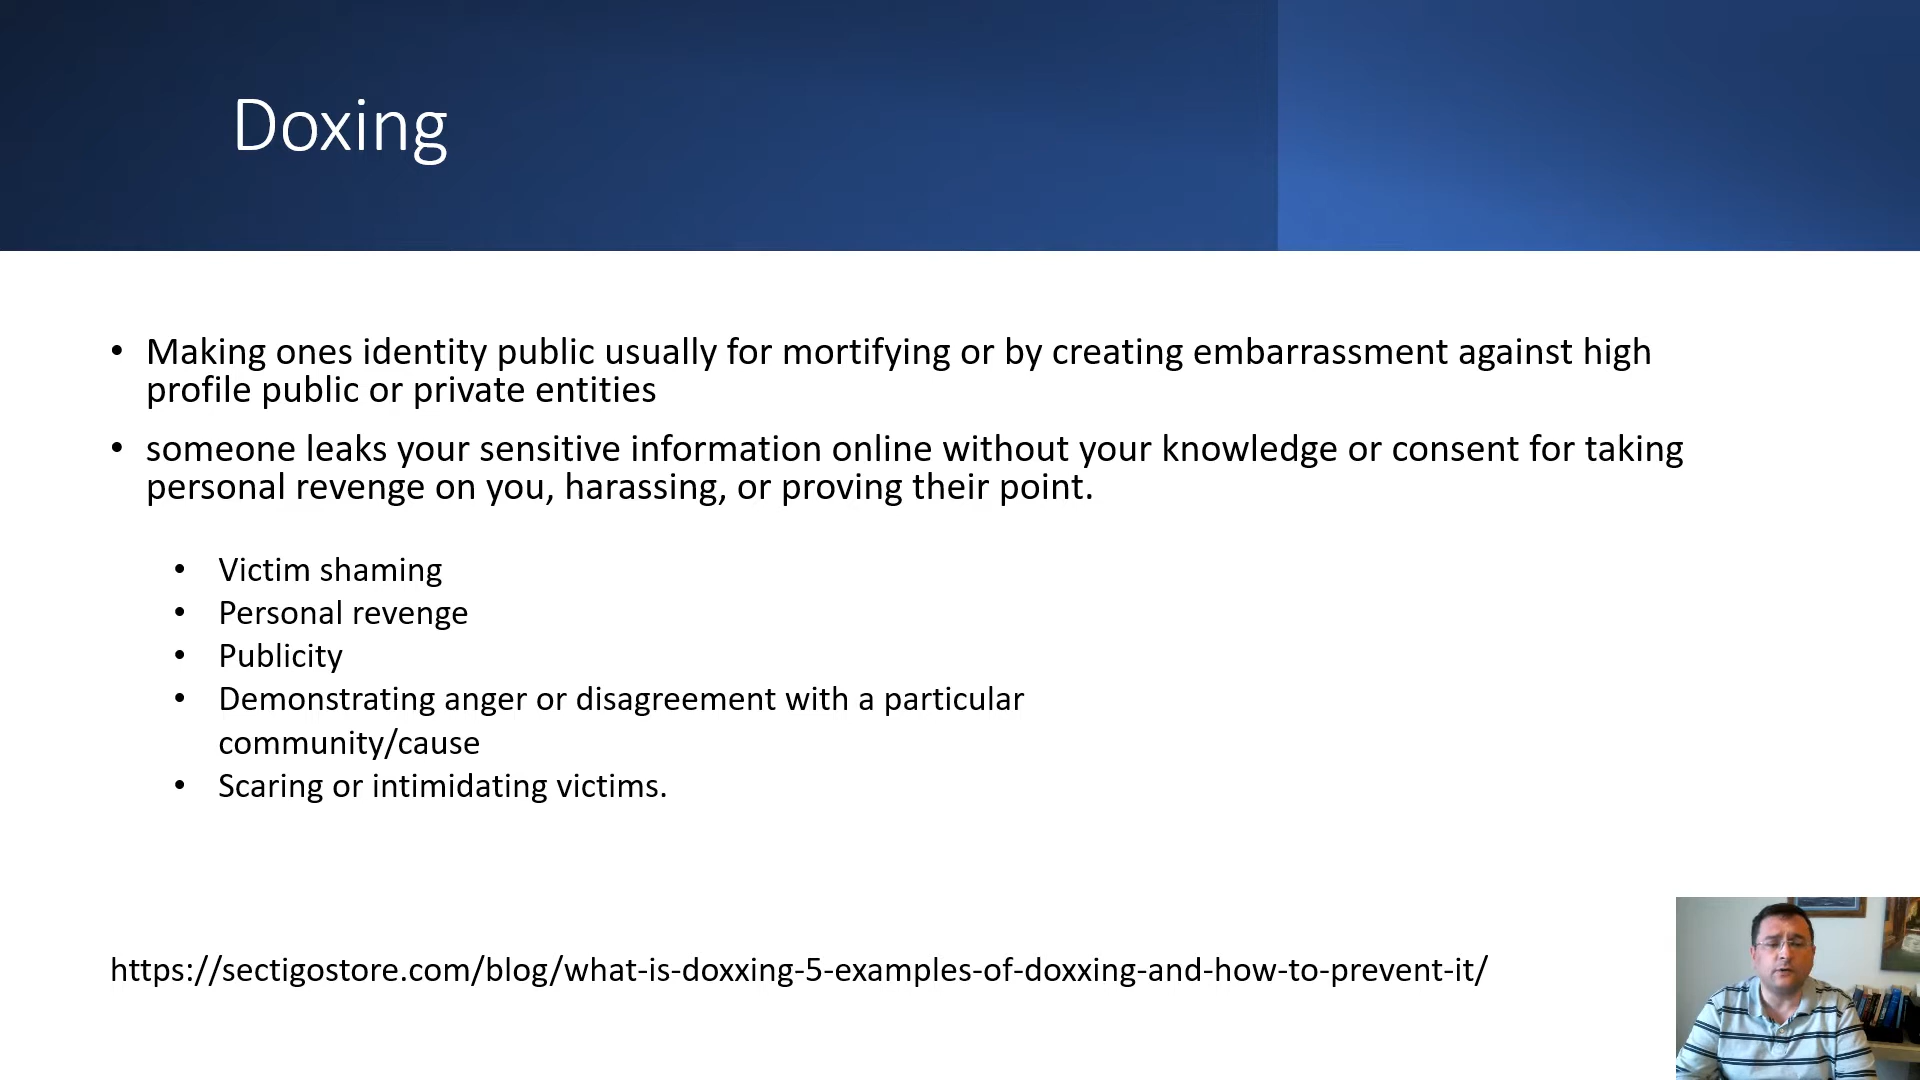 Doxing
• Making ones identity public usually for mortifying or by creating embarrassment against high
profile public or private entities
• someone leaks your sensitive information online without your knowledge or consent for taking
personal revenge on you, harassing, or proving their point.
• Victim shaming
• Personal revenge
• Publicity
• Demonstrating anger or disagreement with a particular
community/cause
• Scaring or intimidating victims.
https://sectigostore.com/blog/what-is-doxxing-5-examples-of-doxxing-and-how-to-prevent-it/